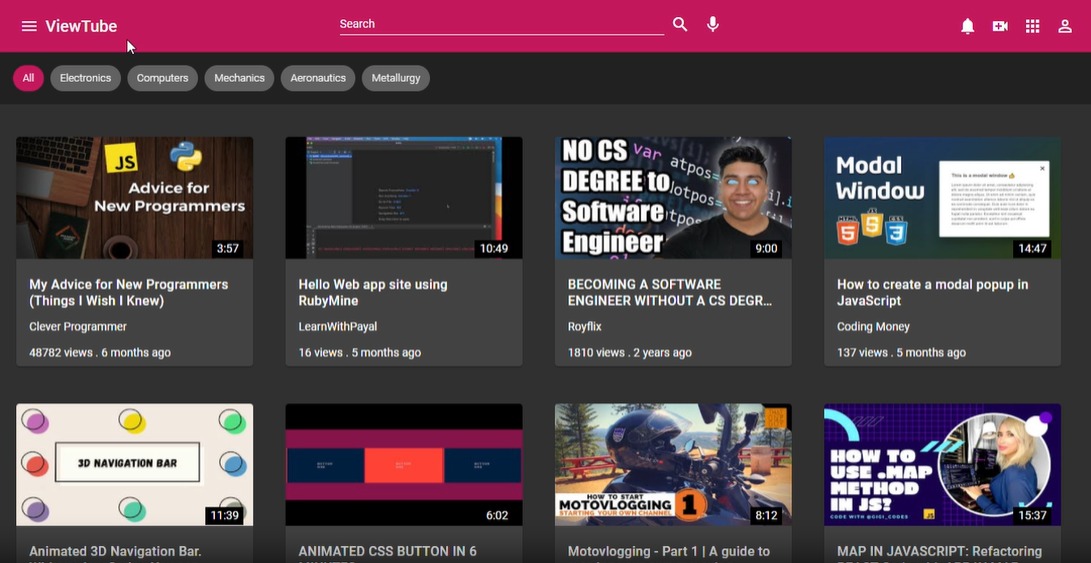 ViewTube
Search
All
Electronics
Computers
Mechanics
Aeronautics
Metallurgy
JS
Advice for
New Programmers
3:57
10:49
NO CS
DEGREE to
Software
Engineer
var
atpos=
9:00
Modal
Window
This is a modal window
14:47
My Advice for New Programmers
(Things I Wish I Knew)
Clever Programmer
48782 views . 6 months ago
Hello Web app site using
RubyMine
LearnWithPayal
16 views . 5 months ago
BECOMING A SOFTWARE
ENGINEER WITHOUT A CS DEGR...
Royflix
1810 views . 2 years ago
How to create a modal popup in
JavaScript
Coding Money
137 views . 5 months ago
3D NAVIGATION BAR
11:39
6:02
HOW TO START
MOTOVLOGGING
STARTING YOUR OWN CHANNEL
1
8:12
HOW TO
USE .MAP
METHOD
IN JS?
CODE WITH @GIGI_CODES
JS
15:37
Animated 3D Navigation Bar.
ANIMATED CSS BUTTON IN 6
Motovlogging - Part 1 | A guide to
MAP IN JAVASCRIPT: Refactoring